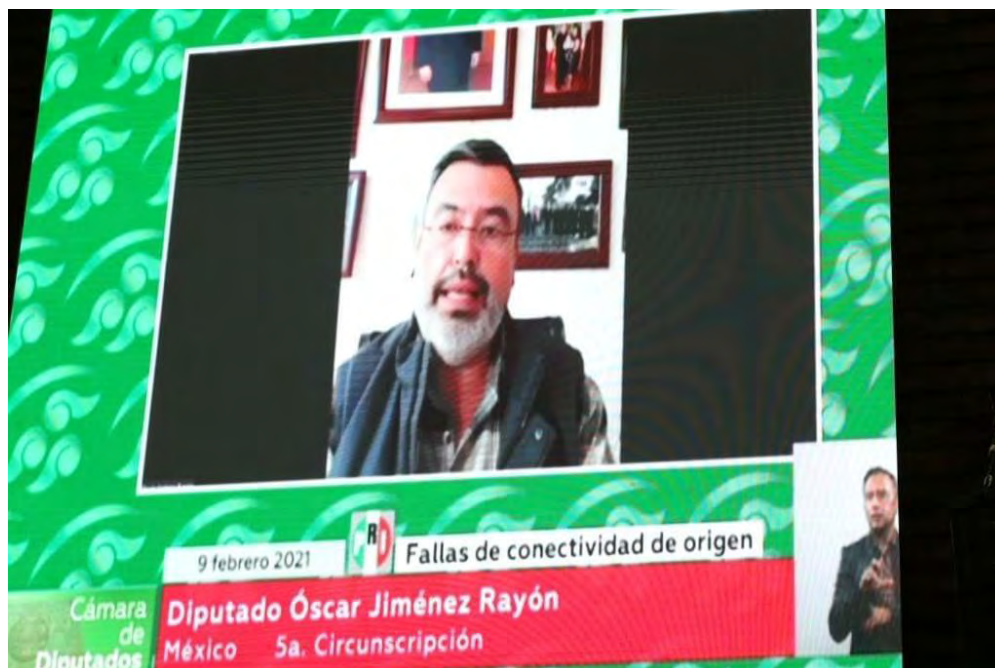 9 febrero 2021
PRI
Fallas de conectividad de origen
Cámara
de
Diputados
Diputado Óscar Jiménez Rayón
México 5a. Circunscripción